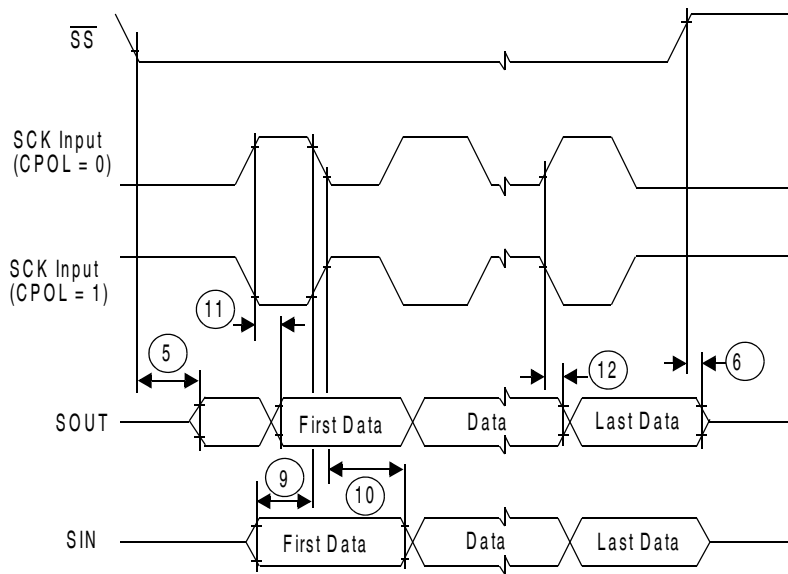 SS
SCK Input
(CPOL = 0)
SCK Input
(CPOL = 1)
11
5
12
6
SOUT
First Data
Data
Last Data
9
10
SIN
First Data
Data
Last Data